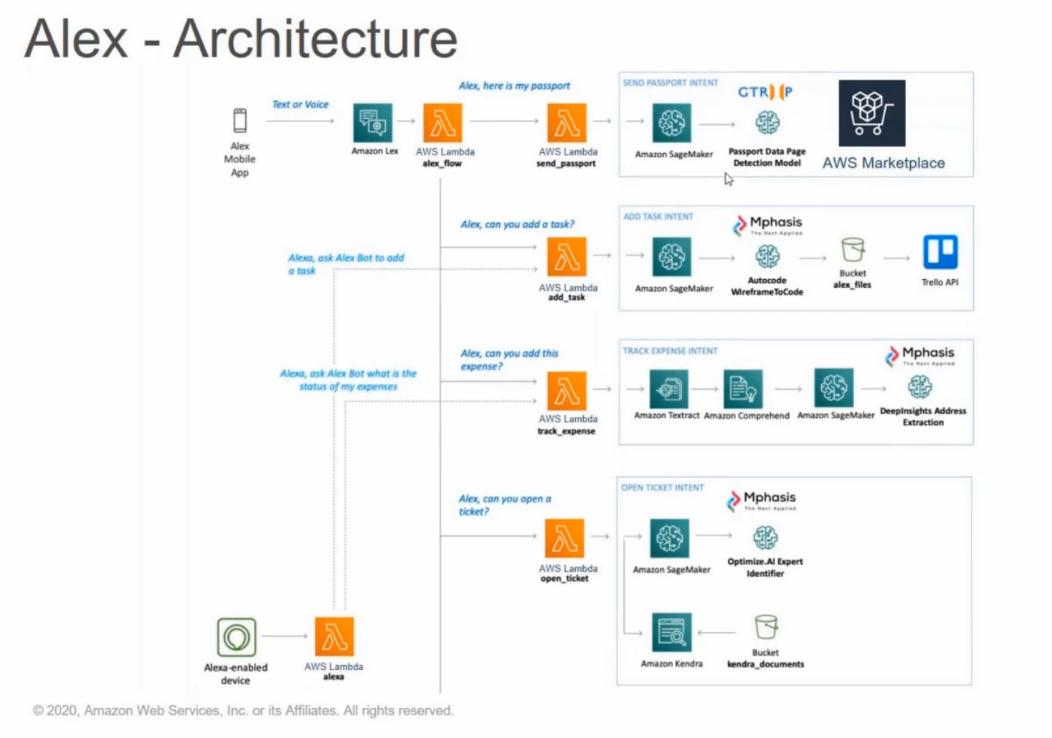 Alex - Architecture
Alex, here is my passport
Text or Voice
Alex
Mobile
App
Amazon Lex
AWS Lambda
alex_flow
AWS Lambda
send_passport
SEND PASSPORT INTENT
GTRIIP
Amazon SageMaker
Passport Data Page
Detection Model
AWS Marketplace
Alex, can you add a task?
Alexa, ask Alex Bot to add
a task
AWS Lambda
add_task
ADD TASK INTENT
Mphasis
The Next Applied
Amazon SageMaker
Autocode
WireframeToCode
Bucket
alex_files
Trello API
Alex, can you add this
expense?
Alexa, ask Alex Bot what is the
status of my expenses
AWS Lambda
track_expense
TRACK EXPENSE INTENT
Mphasis
The Next Applied
Amazon Textract
Amazon Comprehend
Amazon SageMaker
DeepInsights Address
Extraction
Alex, can you open a
ticket?
AWS Lambda
open_ticket
OPEN TICKET INTENT
Mphasis
The Next Applied
Amazon SageMaker
Optimize.AI Expert
Identifier
Amazon Kendra
Bucket
kendra_documents
Alexa-enabled
device
AWS Lambda
alexa
© 2020, Amazon Web Services, Inc. or its Affiliates. All rights reserved.